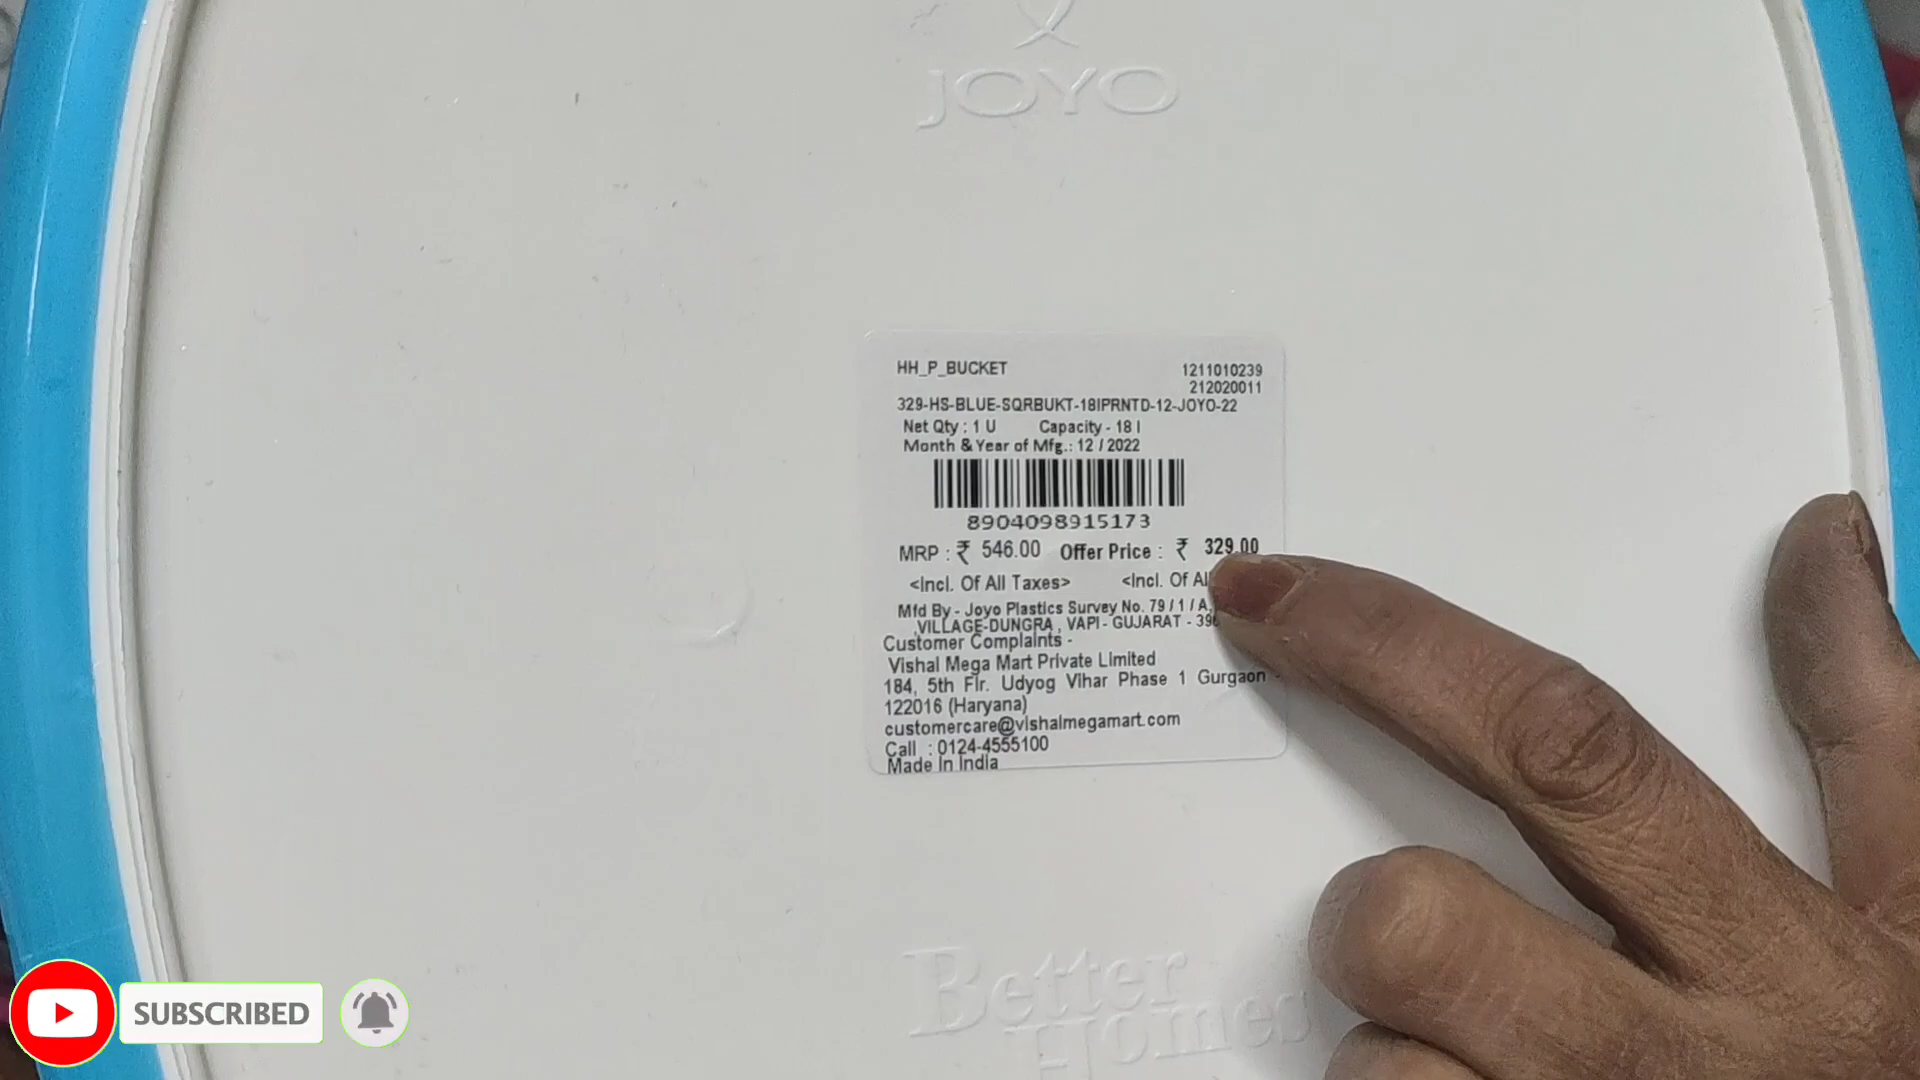 JOYO
HH_P_BUCKET 1211010239
212020011
329-HS-BLUE-SQRBUKT-18lPRNTD-12-JOYO-22
Net Qty : 1 U Capacity - 18 l
Month & Year of Mfg.: 12 / 2022
8904098915173
MRP : ₹ 546.00 Offer Price : ₹ 329.00
<Incl. Of All Taxes> <Incl. Of Al
Mfd By - Joyo Plastics Survey No. 79 / 1 / A,
,VILLAGE-DUNGRA , VAPI - GUJARAT -
Customer Complaints -
Vishal Mega Mart Private Limited
184, 5th Flr. Udyog Vihar Phase 1 Gurgaon -
122016 (Haryana)
customercare@vishalmegamart.com
Call : 0124-4555100
Made In India
Better
Homes
SUBSCRIBED